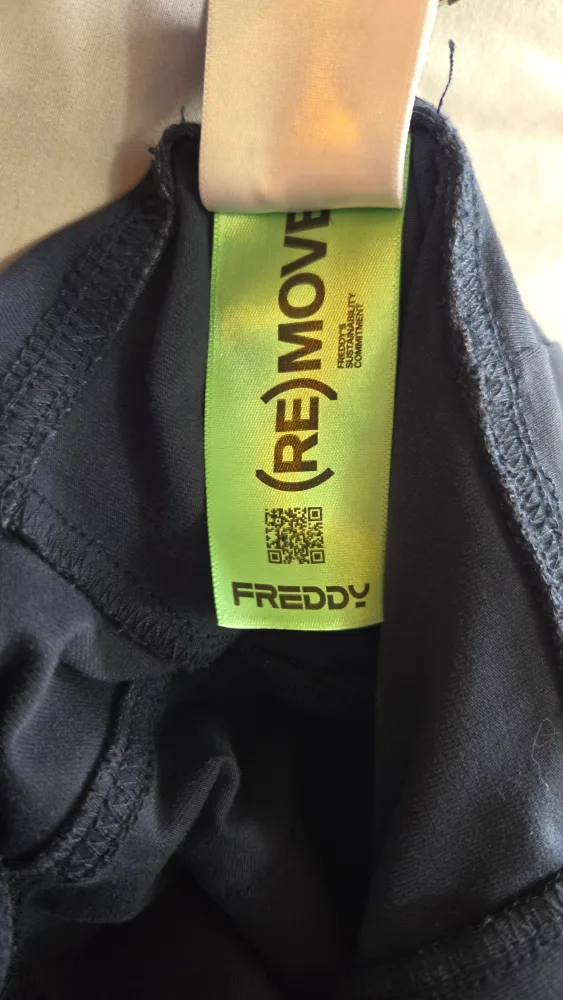 (RE)MOVE
FREDDY'S
SUSTAINABILITY
COMMITMENT
FREDDY